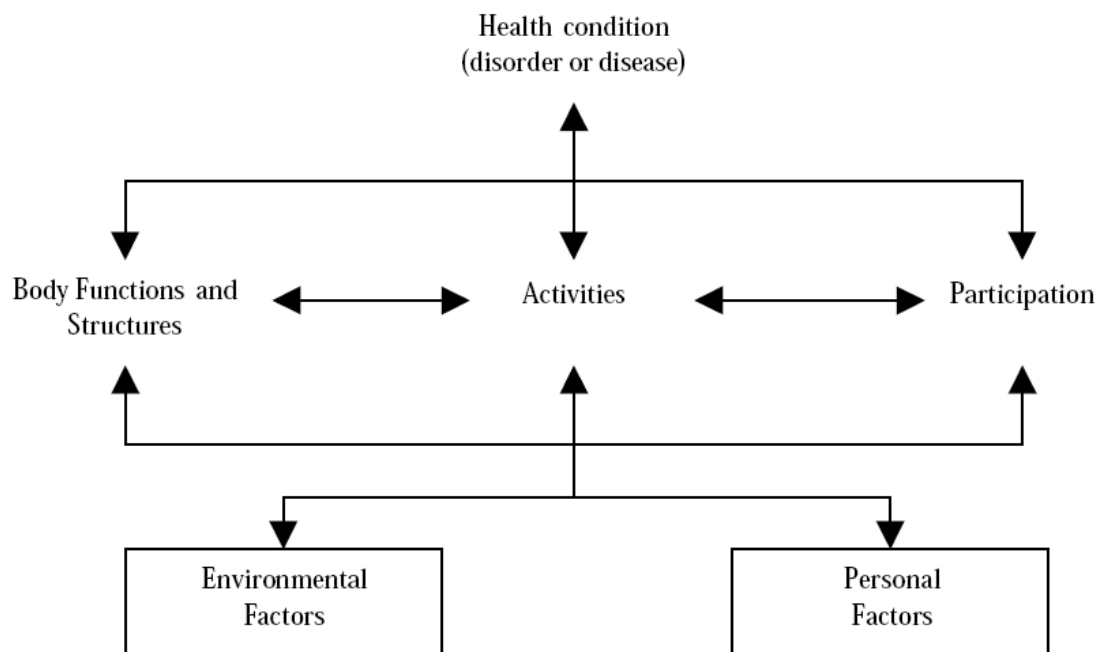 Health condition
(disorder or disease)
Body Functions and
Structures
Activities
Participation
Environmental
Factors
Personal
Factors